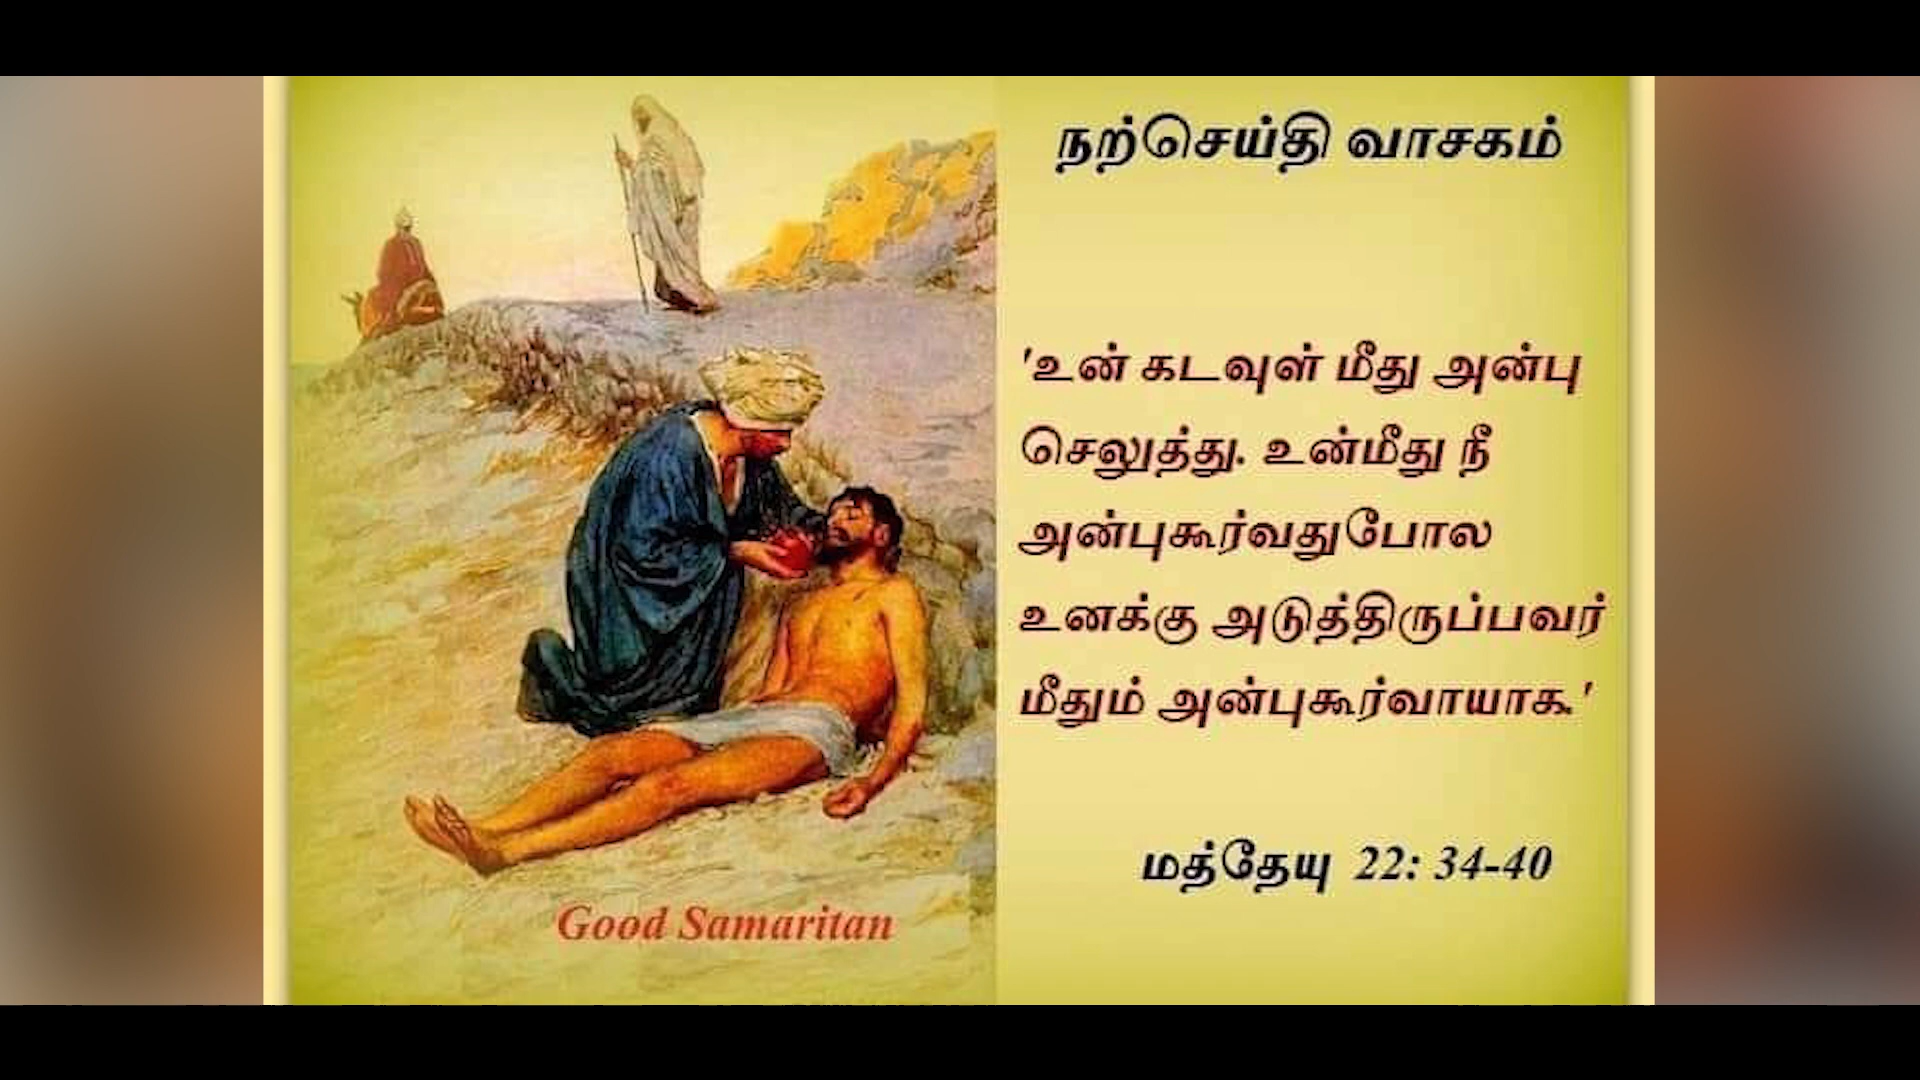 நற்செய்தி வாசகம்
'உன் கடவுள் மீது அன்பு
செலுத்து. உன்மீது நீ
அன்புகூர்வதுபோல
உனக்கு அடுத்திருப்பவர்
மீதும் அன்புகூர்வாயாக.'
மத்தேயு 22: 34-40
Good Samaritan